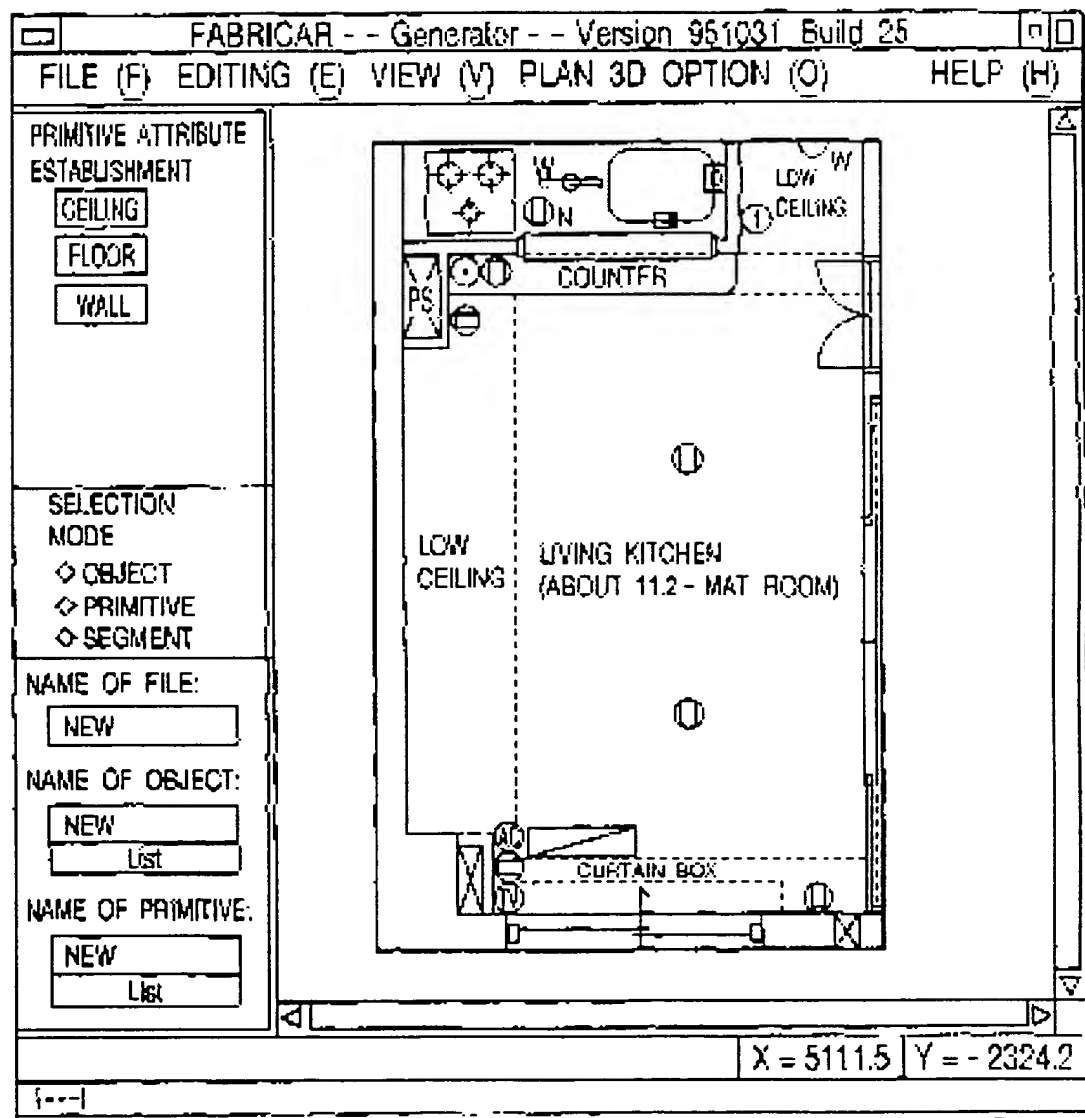 FABRICAR - - Generator - - Version 951031 Build 25
FILE (F) EDITING (E) VIEW (V) PLAN 3D OPTION (O) HELP (H)
PRIMITIVE ATTRIBUTE
ESTABLISHMENT
CEILING
FLOOR
WALL
SELECTION
MODE
OBJECT
PRIMITIVE
SEGMENT
NAME OF FILE:
NEW
NAME OF OBJECT:
NEW
List
NAME OF PRIMITIVE:
NEW
List
W
N
1
LOW W
CEILING
COUNTER
PS
LOW
CEILING
LIVING KITCHEN
(ABOUT 11.2 - MAT ROOM)
AC
CURTAIN BOX
TV
X = 5111.5 Y = - 2324.2